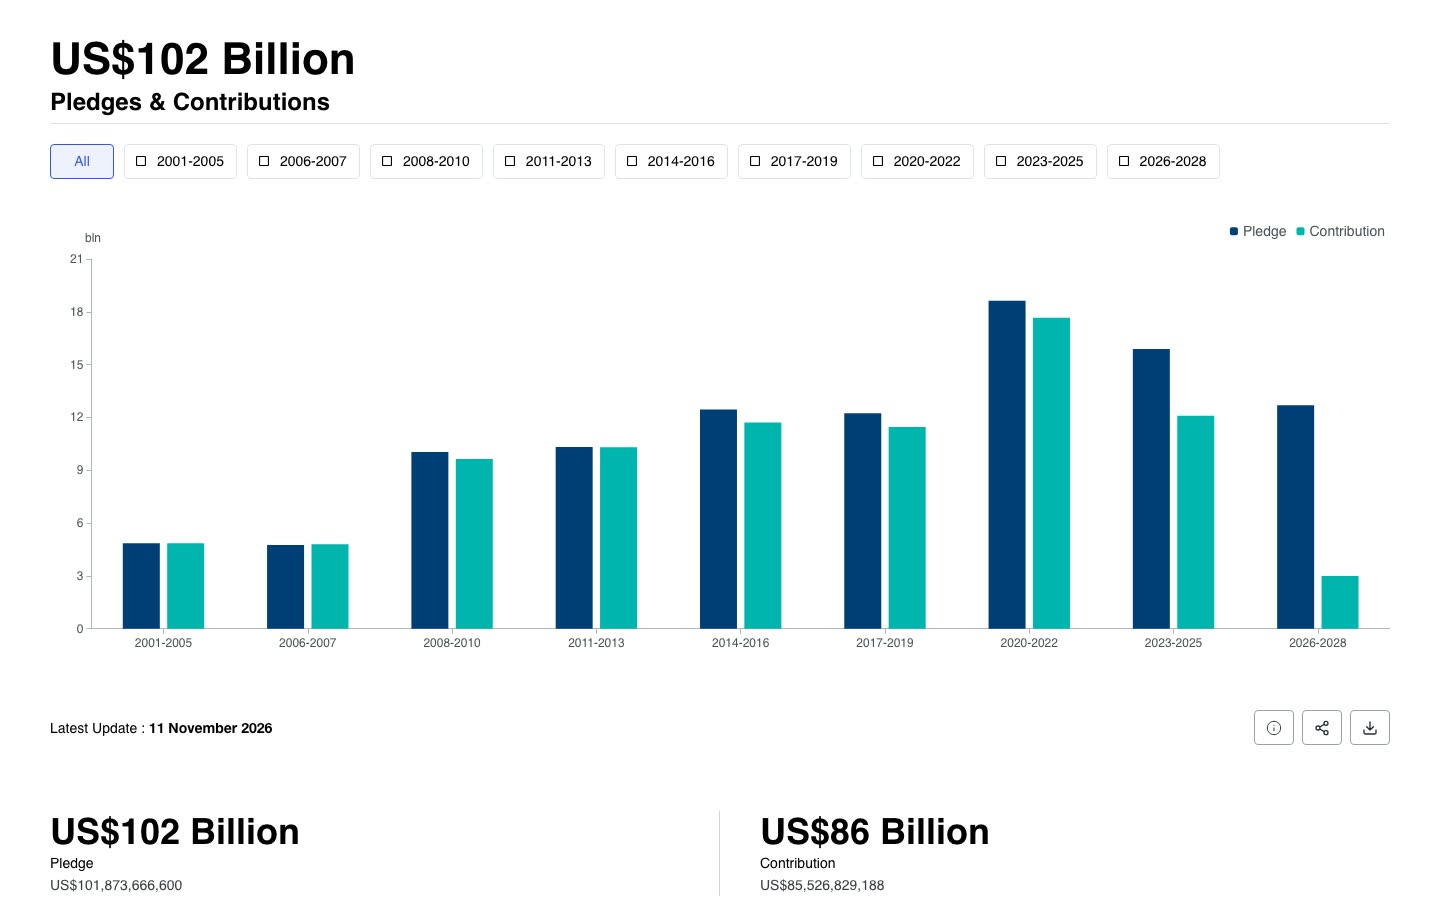 US$102 Billion
Pledges & Contributions
All 2001-2005 2006-2007 2008-2010 2011-2013 2014-2016 2017-2019 2020-2022 2023-2025 2026-2028
Pledge Contribution
bln
21
18
15
12
9
6
3
0
2001-2005 2006-2007 2008-2010 2011-2013 2014-2016 2017-2019 2020-2022 2023-2025 2026-2028
Latest Update : 11 November 2026
US$102 Billion
Pledge
US$101,873,666,600
US$86 Billion
Contribution
US$85,526,829,188